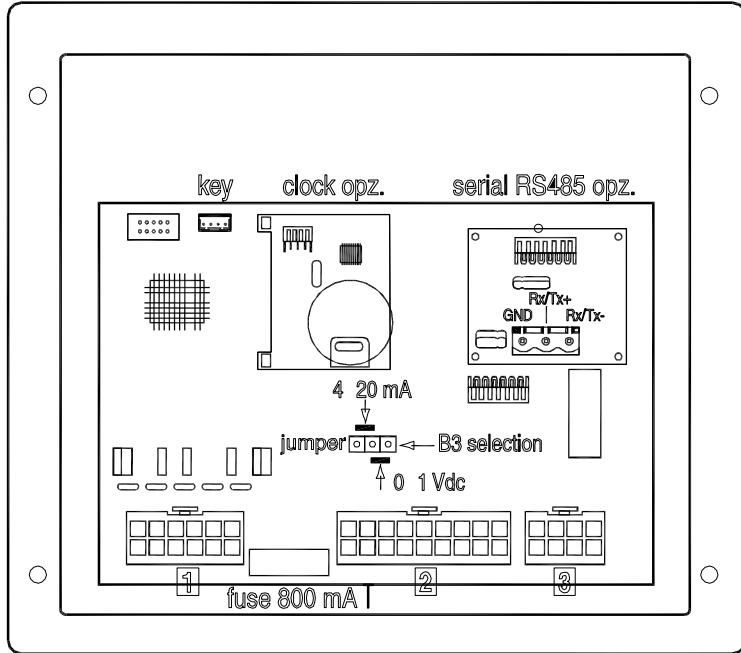 key
clock opz.
serial RS485 opz.
Rx/Tx+
GND
Rx/Tx-
4 20 mA
jumper
B3 selection
0 1 Vdc
1
2
3
fuse 800 mA T